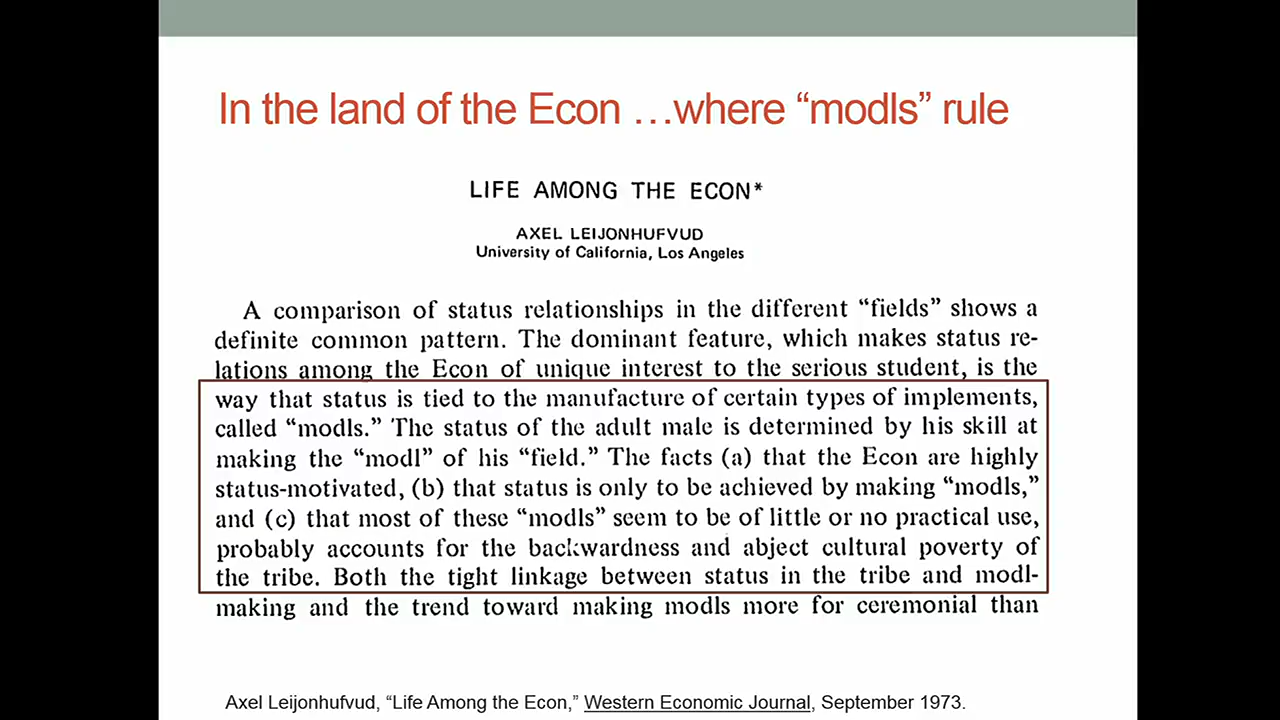 In the land of the Econ …where “modls” rule
LIFE AMONG THE ECON*
AXEL LEIJONHUFVUD
University of California, Los Angeles
A comparison of status relationships in the different “fields” shows a
definite common pattern. The dominant feature, which makes status re-
lations among the Econ of unique interest to the serious student, is the
way that status is tied to the manufacture of certain types of implements,
called “modls.” The status of the adult male is determined by his skill at
making the “modl” of his “field.” The facts (a) that the Econ are highly
status-motivated, (b) that status is only to be achieved by making “modls,”
and (c) that most of these “modls” seem to be of little or no practical use,
probably accounts for the backwardness and abject cultural poverty of
the tribe. Both the tight linkage between status in the tribe and modl-
making and the trend toward making modls more for ceremonial than
Axel Leijonhufvud, “Life Among the Econ,” Western Economic Journal, September 1973.